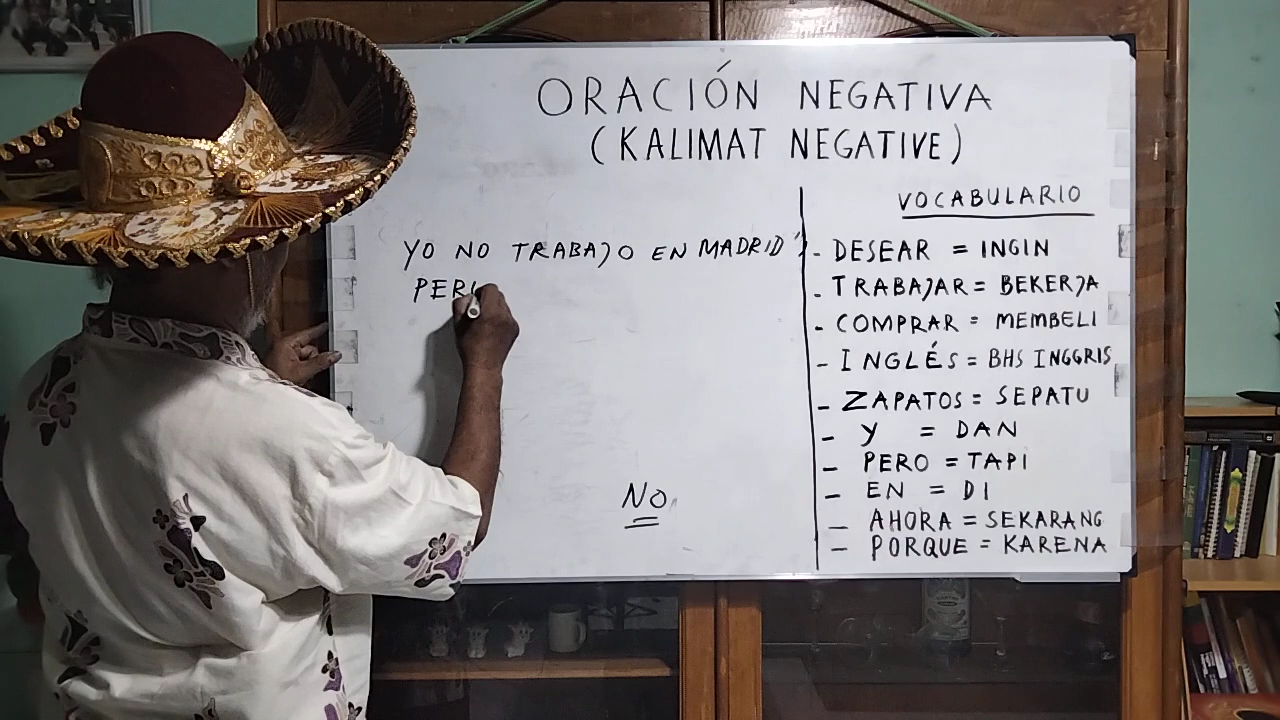 ORACIÓN NEGATIVA
(KALIMAT NEGATIVE)
YO NO TRABAJO EN MADRID
NO
VOCABULARIO
- DESEAR = INGIN
- TRABAJAR = BEKERJA
- COMPRAR = MEMBELI
- INGLÉS = BHS INGGRIS
- ZAPATOS = SEPATU
- Y = DAN
- PERO = TAPI
- EN = DI
- AHORA = SEKARANG
- PORQUE = KARENA